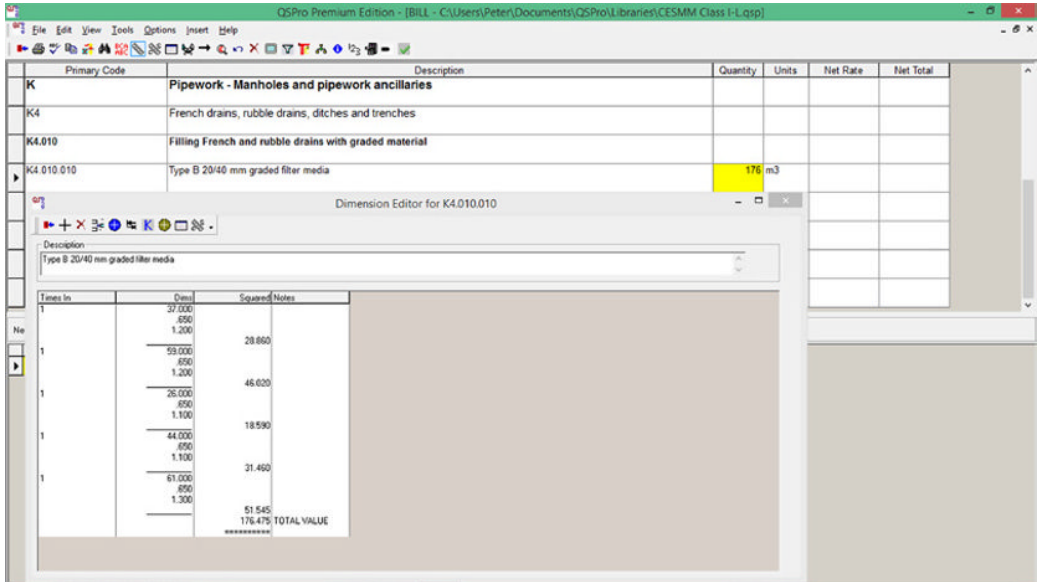 QSPro Premium Edition - [BILL - C:\Users\Peter\Documents\QSPro\Libraries\CESMM Class I-L.qsp]
File Edit View Tools Options Insert Help
Primary Code Description Quantity Units Net Rate Net Total
K Pipework - Manholes and pipework ancillaries
K4 French drains, rubble drains, ditches and trenches
K4.010 Filling French and rubble drains with graded material
K4.010.010 Type B 20/40 mm graded filter media 176 m3
Dimension Editor for K4.010.010
K
Description
Type B 20/40 mm graded filter media
Times In Dims Squared Notes
1 37.000
.650
1.200
28.860
1 59.000
.650
1.200
46.020
1 26.000
.650
1.100
18.590
1 44.000
.650
1.100
31.460
1 61.000
.650
1.300
51.545
176.475 TOTAL VALUE
==========
Ne